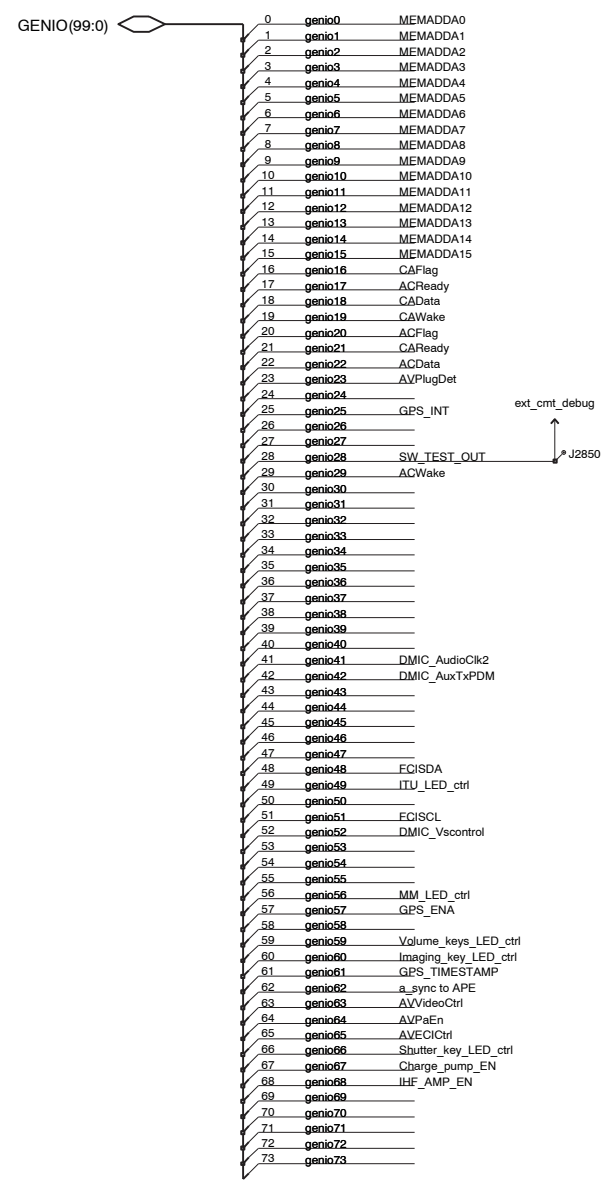 GENIO(99:0)
0 genio0 MEMADDA0
1 genio1 MEMADDA1
2 genio2 MEMADDA2
3 genio3 MEMADDA3
4 genio4 MEMADDA4
5 genio5 MEMADDA5
6 genio6 MEMADDA6
7 genio7 MEMADDA7
8 genio8 MEMADDA8
9 genio9 MEMADDA9
10 genio10 MEMADDA10
11 genio11 MEMADDA11
12 genio12 MEMADDA12
13 genio13 MEMADDA13
14 genio14 MEMADDA14
15 genio15 MEMADDA15
16 genio16 CAFlag
17 genio17 ACReady
18 genio18 CAData
19 genio19 CAWake
20 genio20 ACFlag
21 genio21 CAReady
22 genio22 ACData
23 genio23 AVPlugDet
24 genio24
25 genio25 GPS_INT
ext_cmt_debug
26 genio26
27 genio27
28 genio28 SW_TEST_OUT J2850
29 genio29 ACWake
30 genio30
31 genio31
32 genio32
33 genio33
34 genio34
35 genio35
36 genio36
37 genio37
38 genio38
39 genio39
40 genio40
41 genio41 DMIC_AudioClk2
42 genio42 DMIC_AuxTxPDM
43 genio43
44 genio44
45 genio45
46 genio46
47 genio47
48 genio48 FCISDA
49 genio49 ITU_LED_ctrl
50 genio50
51 genio51 FCISCL
52 genio52 DMIC_Vscontrol
53 genio53
54 genio54
55 genio55
56 genio56 MM_LED_ctrl
57 genio57 GPS_ENA
58 genio58
59 genio59 Volume_keys_LED_ctrl
60 genio60 Imaging_key_LED_ctrl
61 genio61 GPS_TIMESTAMP
62 genio62 a_sync to APE
63 genio63 AVVideoCtrl
64 genio64 AVPaEn
65 genio65 AVECICtrl
66 genio66 Shutter_key_LED_ctrl
67 genio67 Charge_pump_EN
68 genio68 IHF_AMP_EN
69 genio69
70 genio70
71 genio71
72 genio72
73 genio73